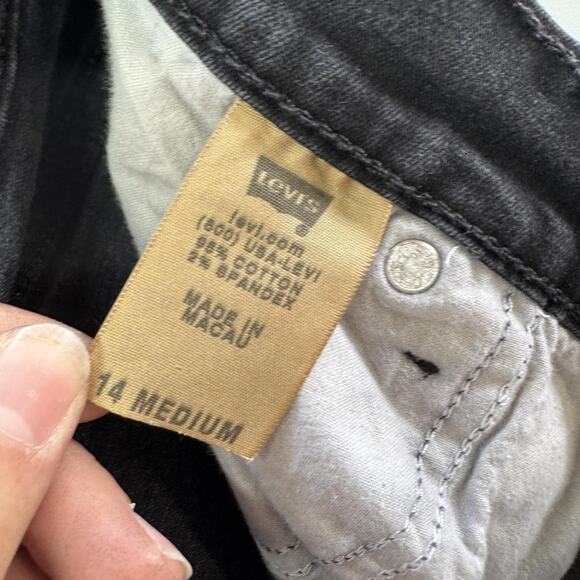 Levi's
®
levi.com
(800) USA-LEVI
98% COTTON
2% SPANDEX
MADE IN
MACAU
14 MEDIUM